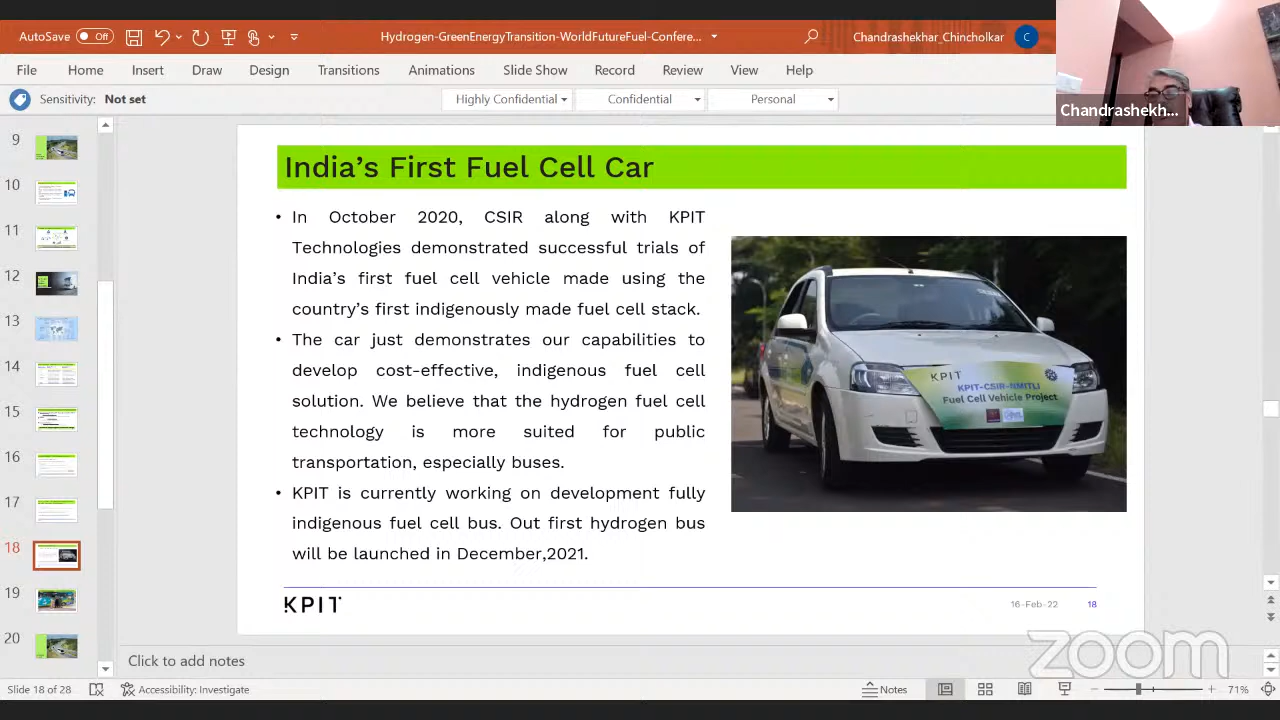 AutoSave Off Hydrogen-GreenEnergyTransition-WorldFutureFuel-Confere... Chandrashekhar_Chincholkar C
File Home Insert Draw Design Transitions Animations Slide Show Record Review View Help
Sensitivity: Not set Highly Confidential Confidential Personal
Chandrashekh...
9
10
11
12
13
14
15
16
17
18
19
20
India's First Fuel Cell Car
• In October 2020, CSIR along with KPIT
Technologies demonstrated successful trials of
India's first fuel cell vehicle made using the
country's first indigenously made fuel cell stack.
• The car just demonstrates our capabilities to
develop cost-effective, indigenous fuel cell
solution. We believe that the hydrogen fuel cell
technology is more suited for public
transportation, especially buses.
• KPIT is currently working on development fully
indigenous fuel cell bus. Out first hydrogen bus
will be launched in December,2021.
KPIT
KPIT-CSIR-NMITLI
Fuel Cell Vehicle Project
KPIT
16-Feb-22 18
zoom
Click to add notes
Slide 18 of 28 Accessibility: Investigate Notes 71%